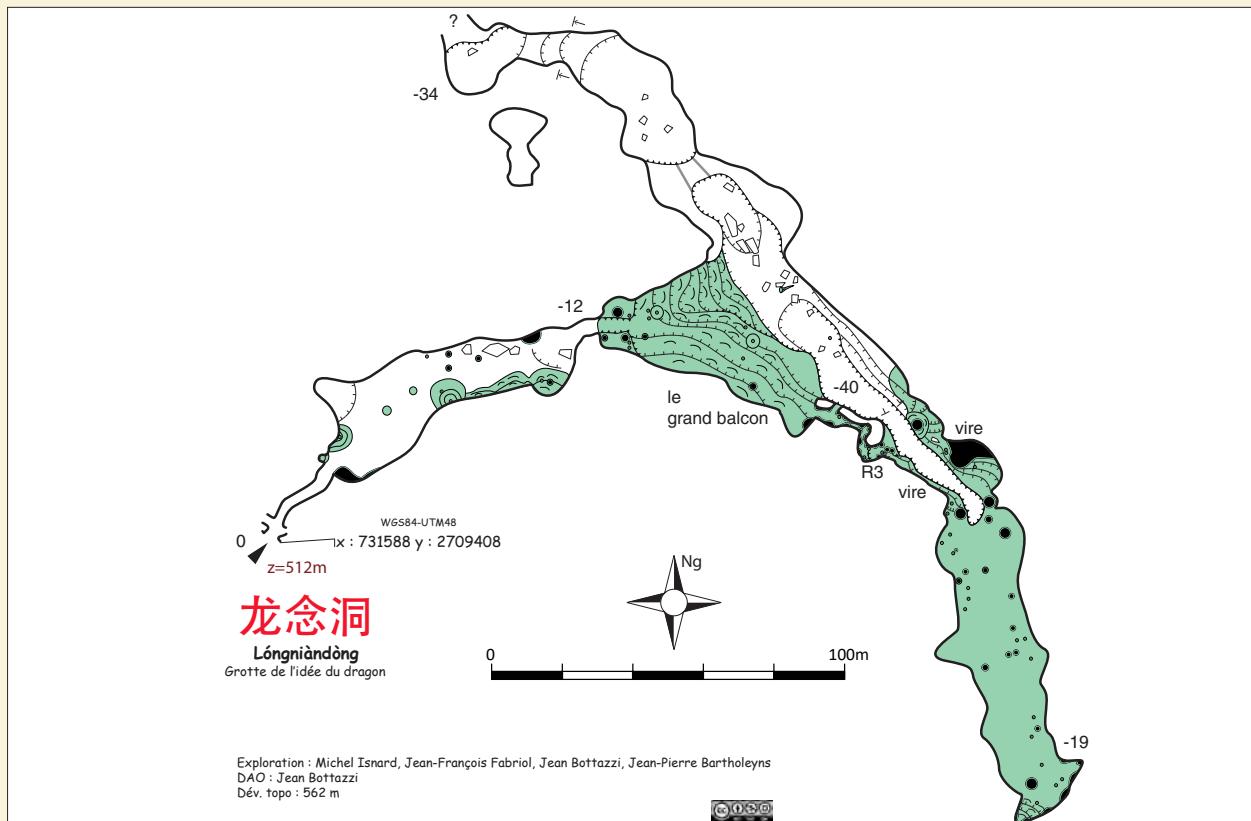 ?
-34
-12
-40
le
grand balcon
vire
R3
vire
WGS84-UTM48
0
x : 731588 y : 2709408
z=512m
Ng
龙念洞
Lóngniàndòng
Grotte de l'idée du dragon
0 100m
-19
Exploration : Michel Isnard, Jean-François Fabriol, Jean Bottazzi, Jean-Pierre Bartholeyns
DAO : Jean Bottazzi
Dév. topo : 562 m
cc